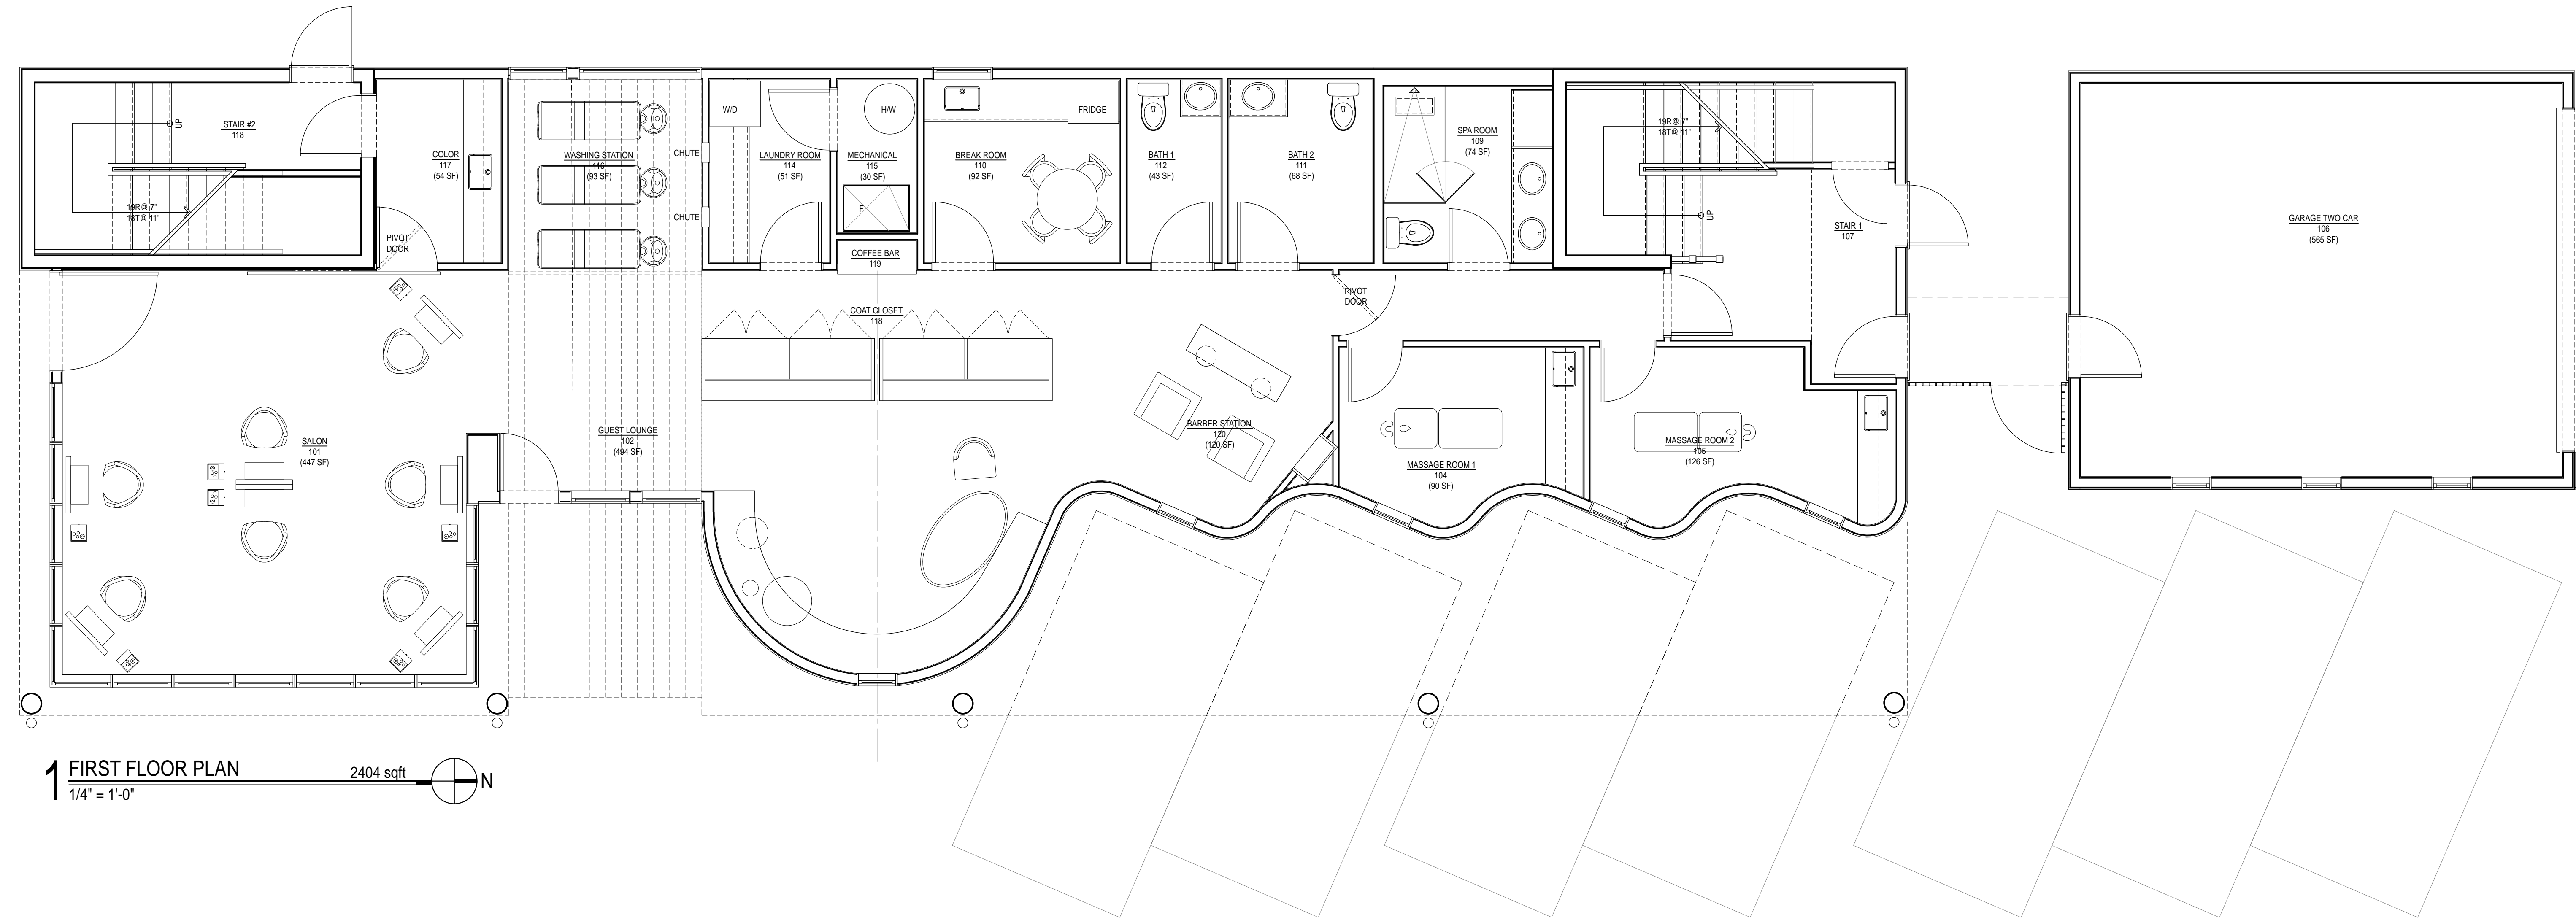 UP
STAIR #2
118
19R@ 7"
18T@ 11"
COLOR
117
(54 SF)
PIVOT
DOOR
WASHING STATION
116
(93 SF)
CHUTE
CHUTE
W/D
LAUNDRY ROOM
114
(51 SF)
H/W
MECHANICAL
115
(30 SF)
F
COFFEE BAR
119
BREAK ROOM
110
(92 SF)
FRIDGE
BATH 1
112
(43 SF)
BATH 2
111
(68 SF)
SPA ROOM
109
(74 SF)
19R@ 7"
18T@ 11"
UP
STAIR 1
107
GARAGE TWO CAR
106
(565 SF)
COAT CLOSET
118
PIVOT
DOOR
SALON
101
(447 SF)
GUEST LOUNGE
102
(494 SF)
BARBER STATION
120
(120 SF)
MASSAGE ROOM 1
104
(90 SF)
MASSAGE ROOM 2
105
(126 SF)
1 FIRST FLOOR PLAN 2404 sqft N
1/4" = 1'-0"